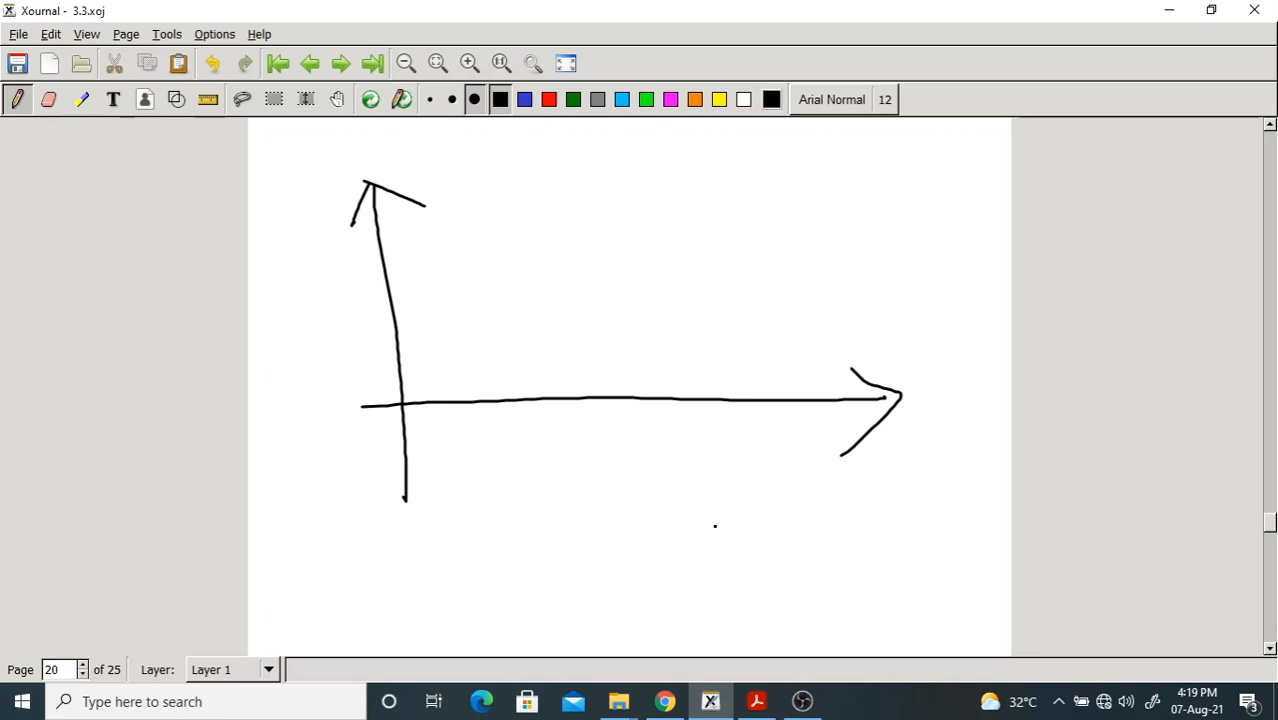 Xournal - 3.3.xoj
File Edit View Page Tools Options Help
T Arial Normal 12
Page 20 of 25 Layer: Layer 1
Type here to search 32°C 4:19 PM
07-Aug-21 3